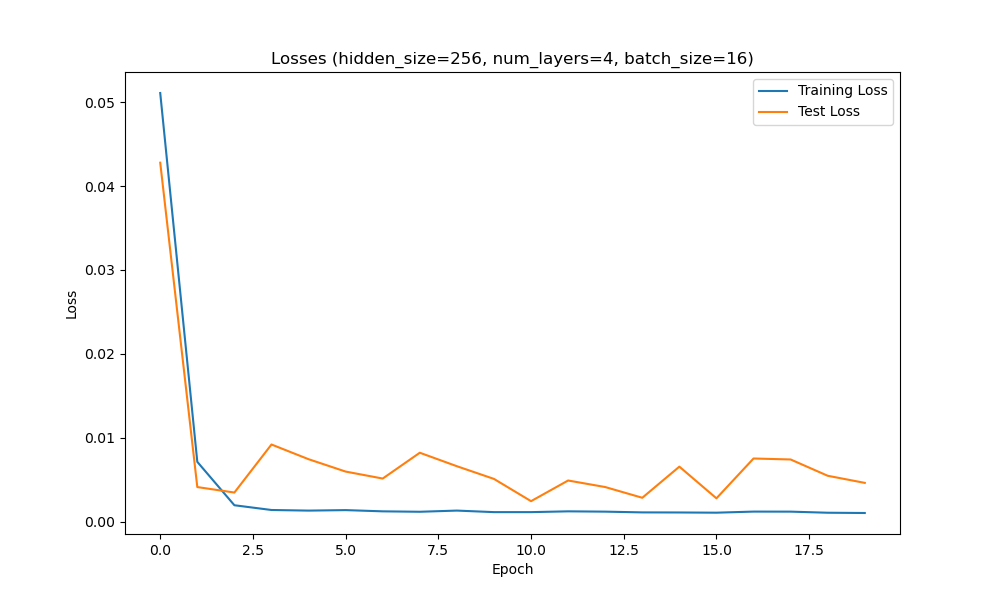 Losses (hidden_size=256, num_layers=4, batch_size=16)
Training Loss
Test Loss
0.05
0.04
0.03
0.02
0.01
0.00
Loss
0.0 2.5 5.0 7.5 10.0 12.5 15.0 17.5
Epoch